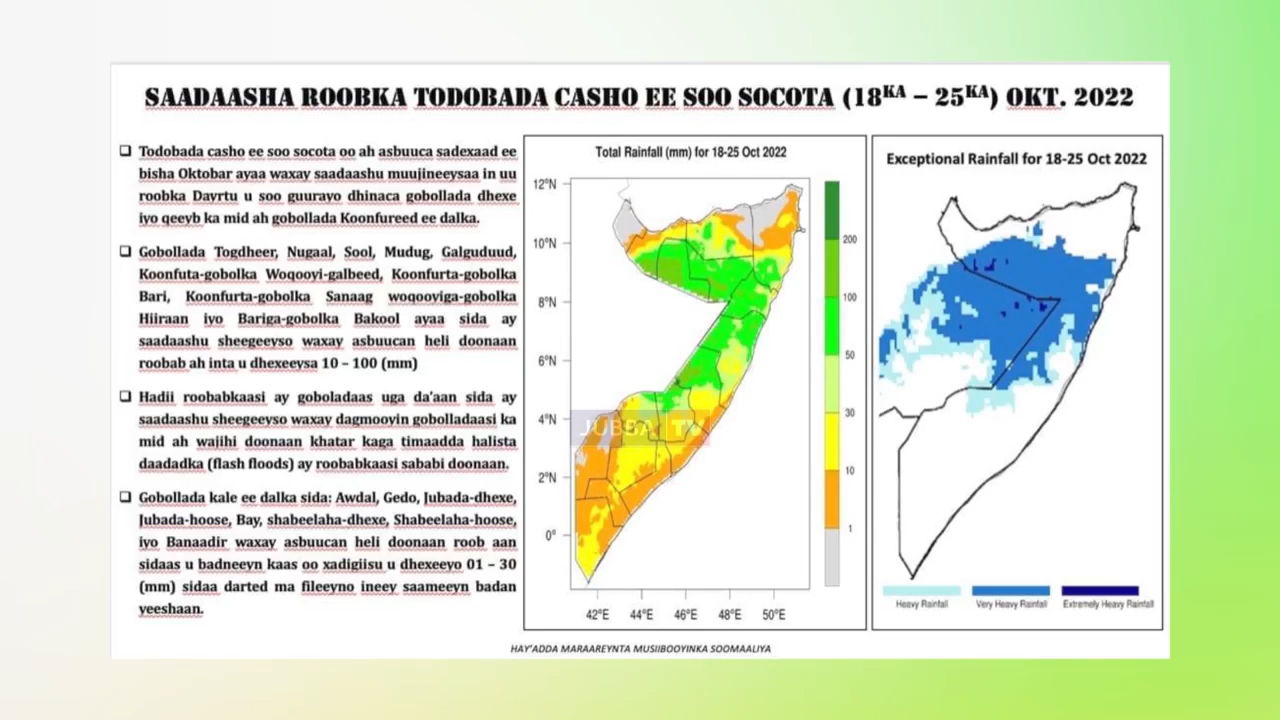 SAADAASHA ROOBKA TODOBADA CASHO EE SOO SOCOTA (18KA – 25KA) OKT. 2022
Todobada casho ee soo socota oo ah asbuuca sadexaad ee
bisha Oktobar ayaa waxay saadaashu muujineeysaa in uu
roobka Dayrtu u soo guurayo dhinaca gobollada dhexe
iyo qeeyb ka mid ah gobollada Koonfureed ee dalka.
Gobollada Togdheer, Nugaal, Sool, Mudug, Galguduud,
Koonfuta-gobolka Woqooyi-galbeed, Koonfurta-gobolka
Bari, Koonfurta-gobolka Sanaag woqooyiga-gobolka
Hiiraan iyo Bariga-gobolka Bakool ayaa sida ay
saadaashu sheegeeyso waxay asbuucan heli doonaan
roobab ah inta u dhexeeysa 10 – 100 (mm)
Hadii roobabkaasi ay goboladaas uga da'aan sida ay
saadaashu sheegeeyso waxay dagmooyin gobolladaasi ka
mid ah wajihi doonaan khatar kaga timaadda halista
daadadka (flash floods) ay roobabkaasi sababi doonaan.
Gobollada kale ee dalka sida: Awdal, Gedo, Jubada-dhexe,
Jubada-hoose, Bay, shabeelaha-dhexe, Shabeelaha-hoose,
iyo Banaadir waxay asbuucan heli doonaan roob aan
sidaas u badneeyn kaas oo xadigiisu u dhexeeyo 01 – 30
(mm) sidaa darted ma fileeyno ineey saameeyn badan
yeeshaan.
Total Rainfall (mm) for 18-25 Oct 2022
12°N
10°N
8°N
6°N
4°N
2°N
0°
42°E 44°E 46°E 48°E 50°E
200
100
50
30
10
1
JUBBA TV
Exceptional Rainfall for 18-25 Oct 2022
Heavy Rainfall Very Heavy Rainfall Extremely Heavy Rainfall
HAY'ADDA MARAAREYNTA MUSIIBOOYINKA SOOMAALIYA